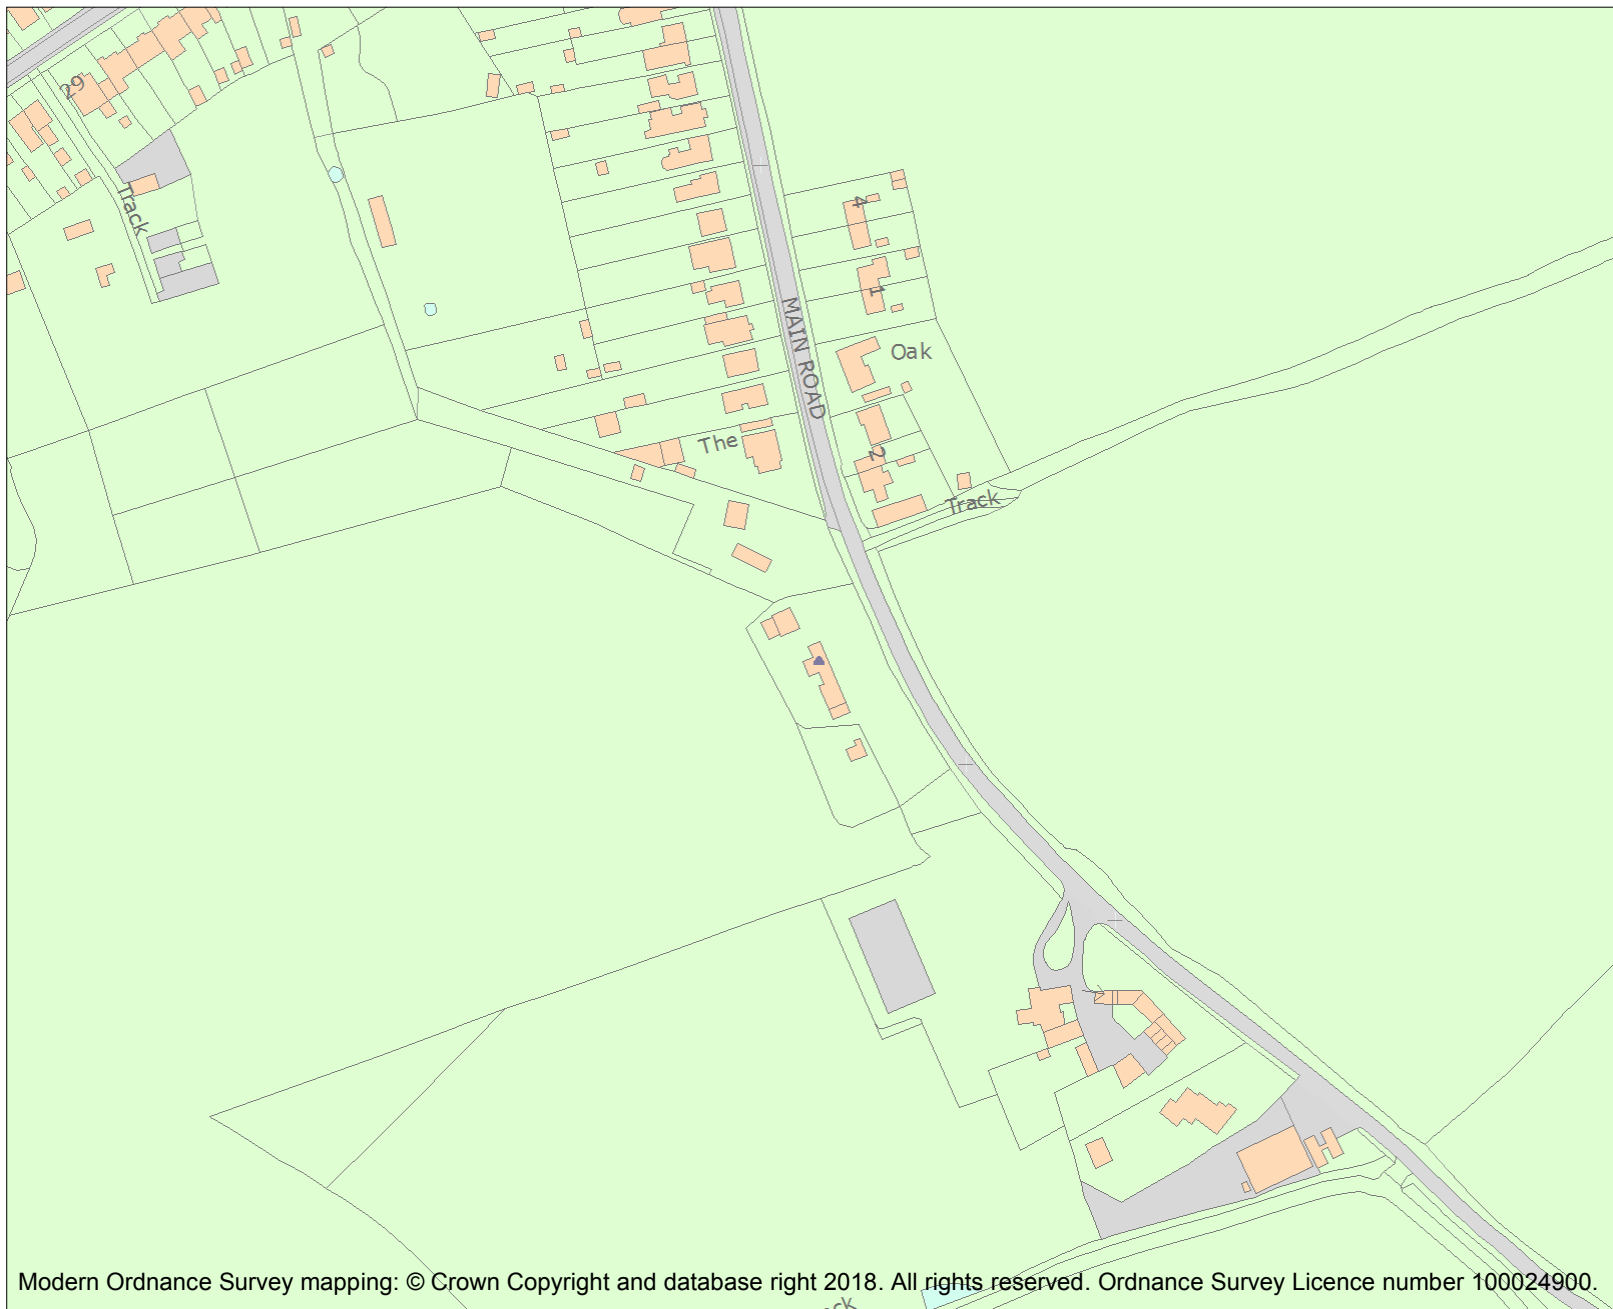 29
Track
4
MAIN ROAD
1
Oak
The
2
Track
Modern Ordnance Survey mapping: © Crown Copyright and database right 2018. All rights reserved. Ordnance Survey Licence number 100024900.